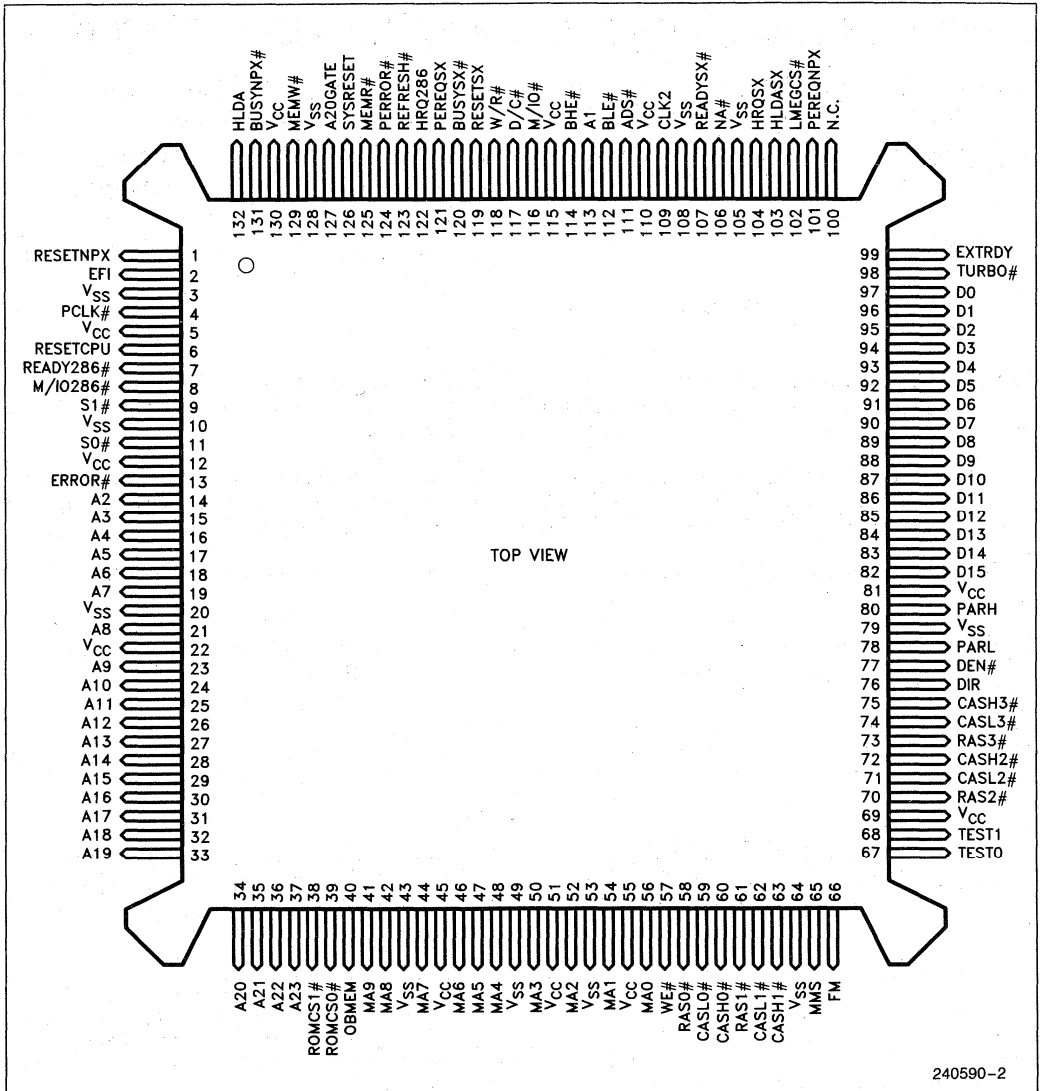 HLDA 132
BUSYNPX# 131
VCC 130
MEMW# 129
VSS 128
A20GATE 127
SYSRESET 126
MEMR# 125
PERROR# 124
REFRESH# 123
HRQ286 122
PEREQSX 121
BUSYSX# 120
RESETSX 119
W/R# 118
D/C# 117
M/IO# 116
VCC 115
BHE# 114
A1 113
BLE# 112
ADS# 111
VCC 110
CLK2 109
VSS 108
READYSX# 107
NA# 106
VSS 105
HRQSX 104
HLDASX 103
LMEGCS# 102
PEREQNPX 101
N.C. 100
RESETNPX 1
EFI 2
VSS 3
PCLK# 4
VCC 5
RESETCPU 6
READY286# 7
M/IO286# 8
S1# 9
VSS 10
S0# 11
VCC 12
ERROR# 13
A2 14
A3 15
A4 16
A5 17
A6 18
A7 19
VSS 20
A8 21
VCC 22
A9 23
A10 24
A11 25
A12 26
A13 27
A14 28
A15 29
A16 30
A17 31
A18 32
A19 33
TOP VIEW
99 EXTRDY
98 TURBO#
97 D0
96 D1
95 D2
94 D3
93 D4
92 D5
91 D6
90 D7
89 D8
88 D9
87 D10
86 D11
85 D12
84 D13
83 D14
82 D15
81 VCC
80 PARH
79 VSS
78 PARL
77 DEN#
76 DIR
75 CASH3#
74 CASL3#
73 RAS3#
72 CASH2#
71 CASL2#
70 RAS2#
69 VCC
68 TEST1
67 TEST0
34 A20
35 A21
36 A22
37 A23
38 ROMCS1#
39 ROMCS0#
40 OBMEM
41 MA9
42 MA8
43 VSS
44 MA7
45 VCC
46 MA6
47 MA5
48 MA4
49 VSS
50 MA3
51 VCC
52 MA2
53 VSS
54 MA1
55 VCC
56 MA0
57 WE#
58 RAS0#
59 CASL0#
60 CASH0#
61 RAS1#
62 CASL1#
63 CASH1#
64 VSS
65 MMS
66 FM
240590-2